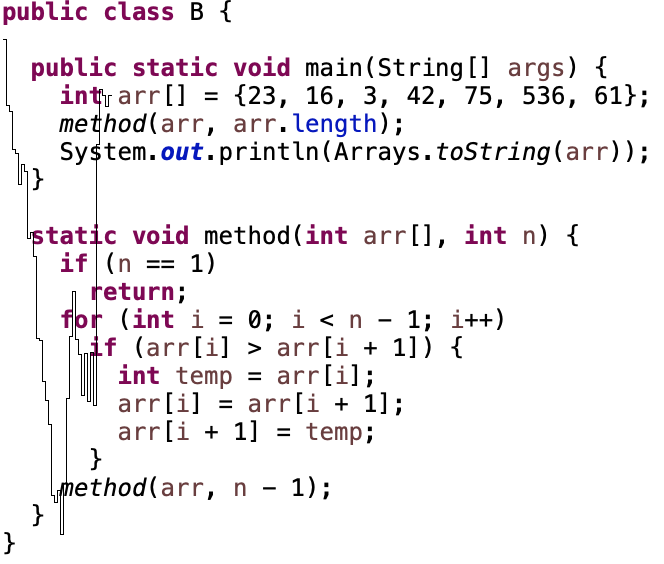 public class B {
public static void main(String[] args) {
int arr[] = {23, 16, 3, 42, 75, 536, 61};
method(arr, arr.length);
System.out.println(Arrays.toString(arr));
}
static void method(int arr[], int n) {
if (n == 1)
return;
for (int i = 0; i < n - 1; i++)
if (arr[i] > arr[i + 1]) {
int temp = arr[i];
arr[i] = arr[i + 1];
arr[i + 1] = temp;
}
method(arr, n - 1);
}
}